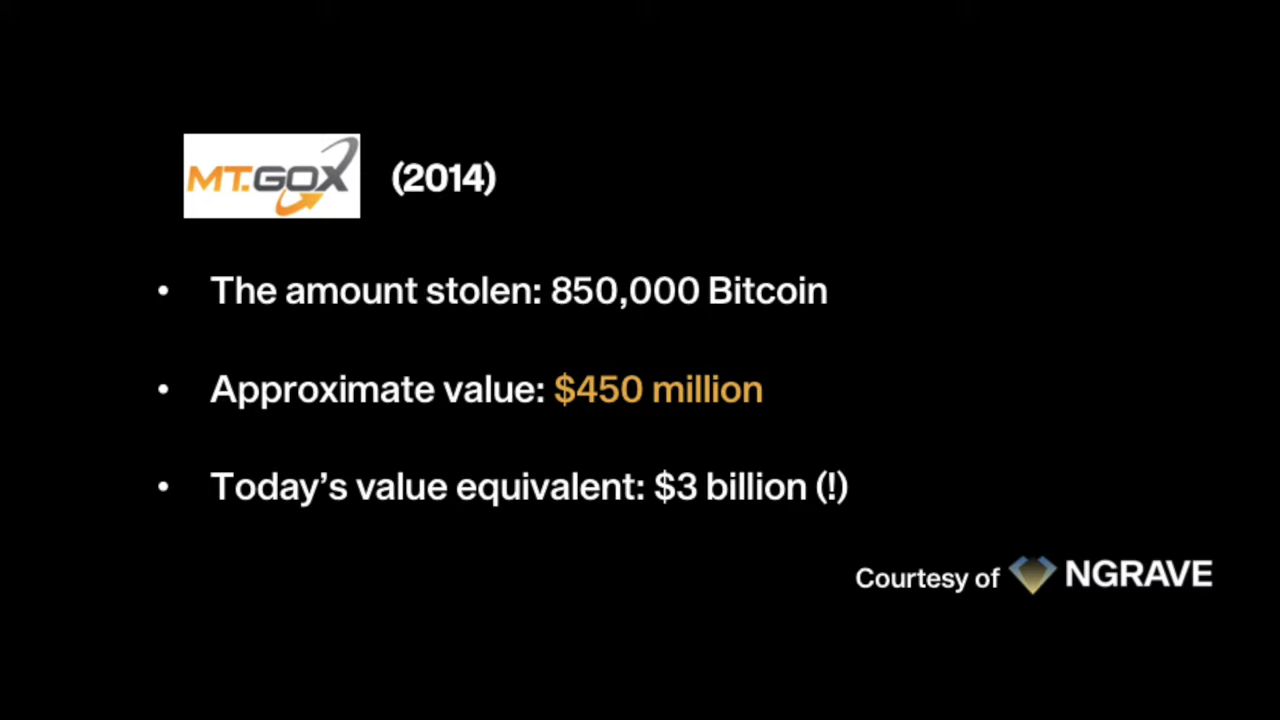 MT.GOX (2014)
• The amount stolen: 850,000 Bitcoin
• Approximate value: $450 million
• Today’s value equivalent: $3 billion (!)
Courtesy of NGRAVE